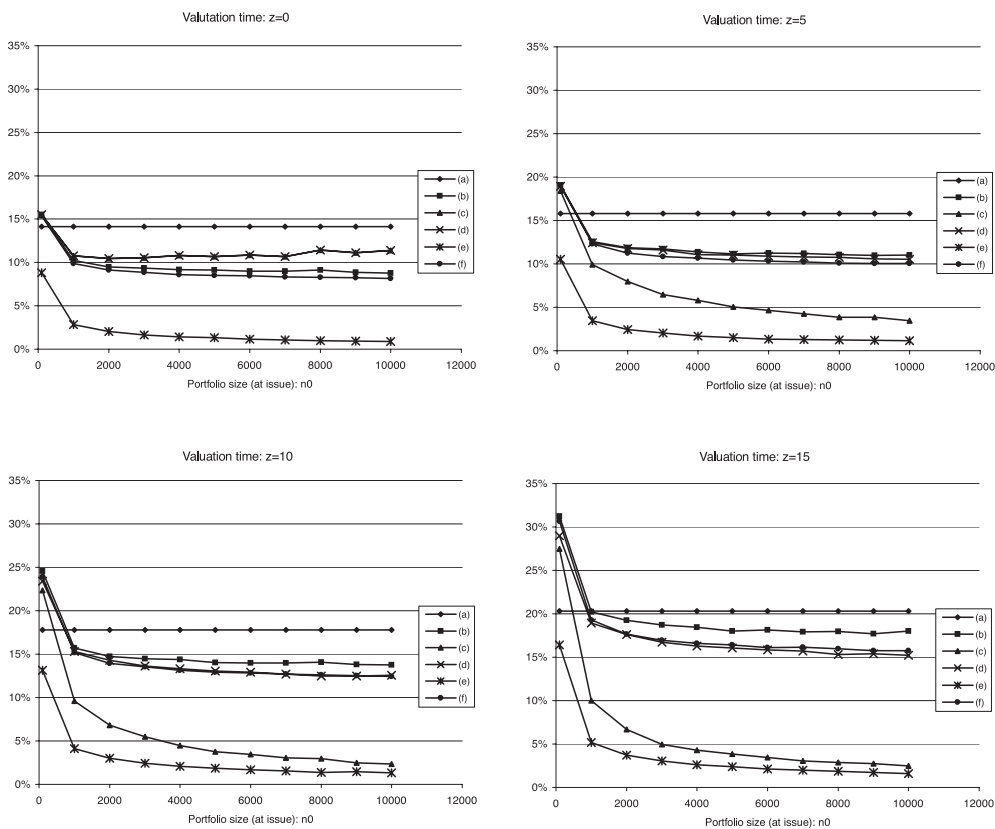 Valutation time: z=0
35%
30%
25%
20%
15%
10%
5%
0%
0 2000 4000 6000 8000 10000 12000
Portfolio size (at issue): n0
(a)
(b)
(c)
(d)
(e)
(f)
Valuation time: z=5
35%
30%
25%
20%
15%
10%
5%
0%
0 2000 4000 6000 8000 10000 12000
Portfolio size (at issue): n0
(a)
(b)
(c)
(d)
(e)
(f)
Valuation time: z=10
35%
30%
25%
20%
15%
10%
5%
0%
0 2000 4000 6000 8000 10000 12000
Portfolio size (at issue): n0
(a)
(b)
(c)
(d)
(e)
(f)
Valuation time: z=15
35%
30%
25%
20%
15%
10%
5%
0%
0 2000 4000 6000 8000 10000 12000
Portfolio size (at issue): n0
(a)
(b)
(c)
(d)
(e)
(f)